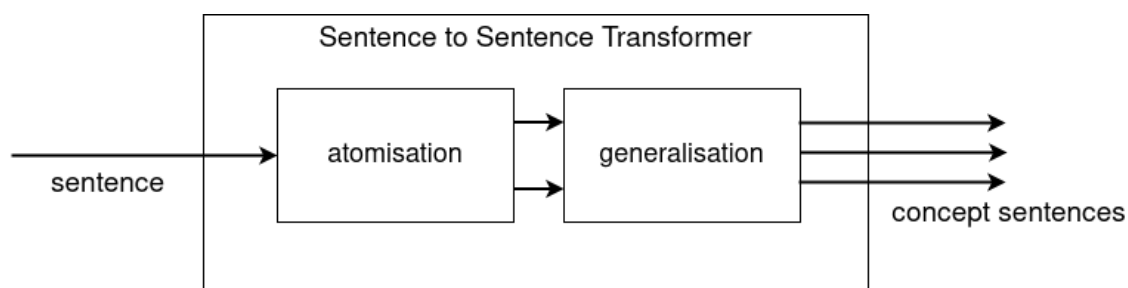 Sentence to Sentence Transformer
atomisation
generalisation
sentence
concept sentences